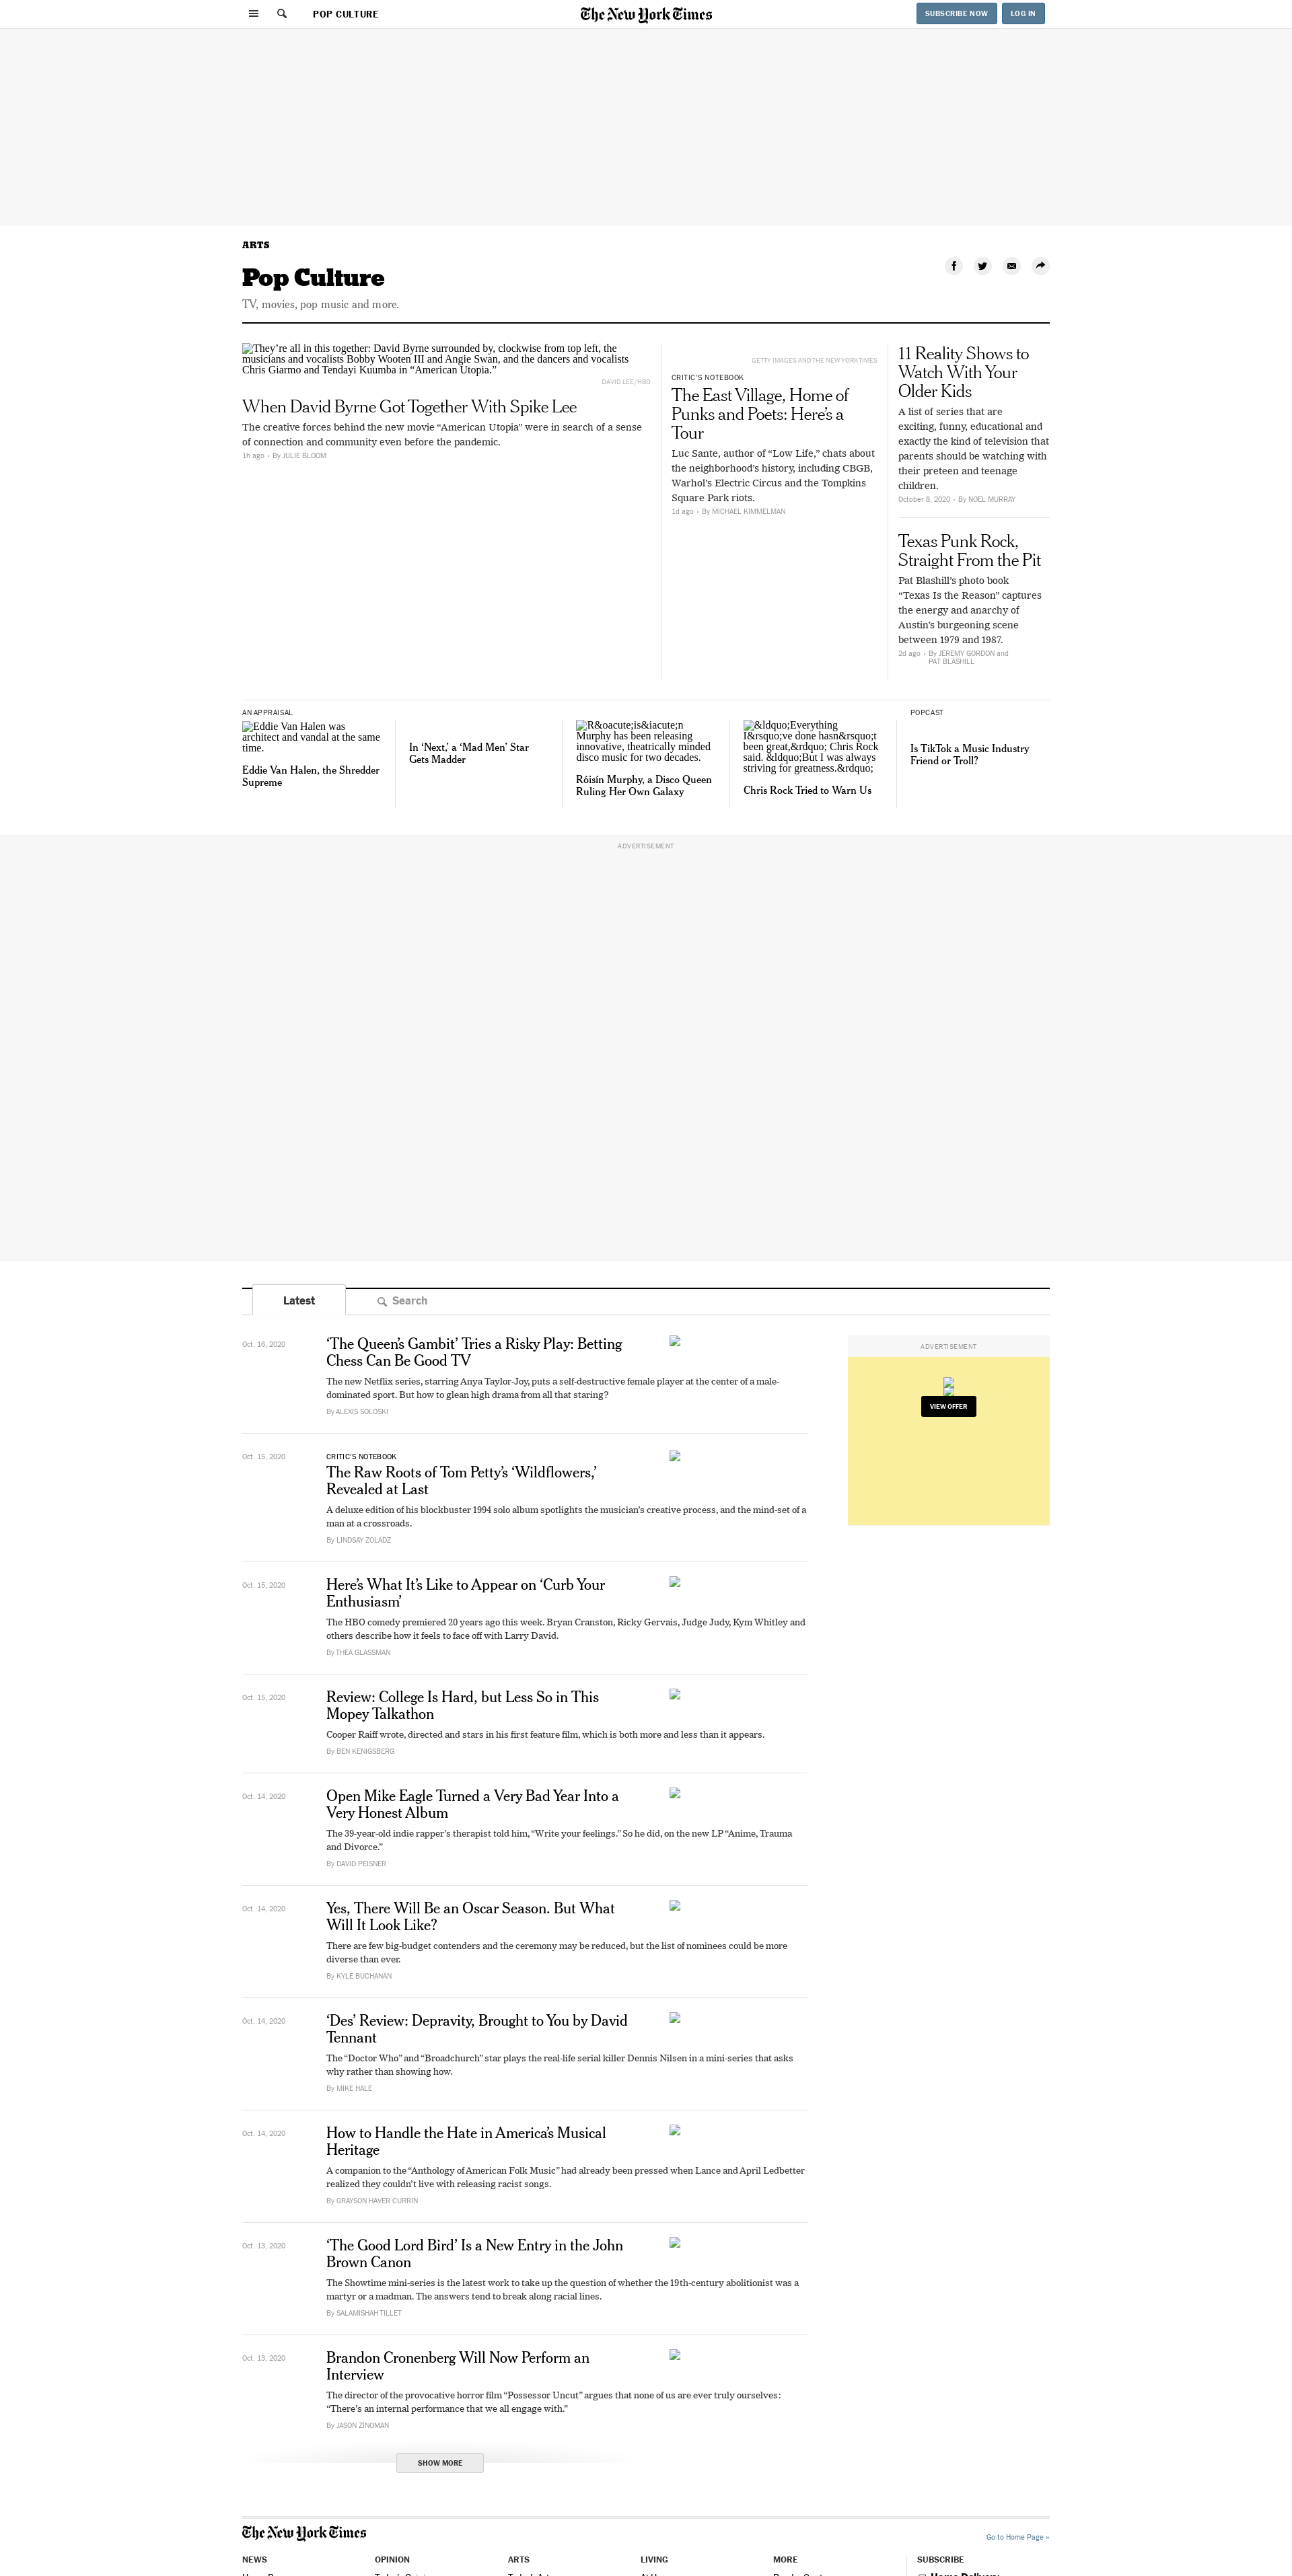 POP CULTURE
The New York Times
SUBSCRIBE NOW
LOG IN
ARTS
Pop Culture
TV, movies, pop music and more.
They’re all in this together: David Byrne surrounded by, clockwise from top left, the
musicians and vocalists Bobby Wooten III and Angie Swan, and the dancers and vocalists
Chris Giarmo and Tendayi Kuumba in “American Utopia.”
DAVID LEE/HBO
When David Byrne Got Together With Spike Lee
The creative forces behind the new movie “American Utopia” were in search of a sense
of connection and community even before the pandemic.
1h ago • By JULIE BLOOM
GETTY IMAGES AND THE NEW YORK TIMES
CRITIC’S NOTEBOOK
The East Village, Home of
Punks and Poets: Here’s a
Tour
Luc Sante, author of “Low Life,” chats about
the neighborhood’s history, including CBGB,
Warhol’s Electric Circus and the Tompkins
Square Park riots.
1d ago • By MICHAEL KIMMELMAN
11 Reality Shows to
Watch With Your
Older Kids
A list of series that are
exciting, funny, educational and
exactly the kind of television that
parents should be watching with
their preteen and teenage
children.
October 8, 2020 • By NOEL MURRAY
Texas Punk Rock,
Straight From the Pit
Pat Blashill’s photo book
“Texas Is the Reason” captures
the energy and anarchy of
Austin’s burgeoning scene
between 1979 and 1987.
2d ago • By JEREMY GORDON and
PAT BLASHILL
AN APPRAISAL
Eddie Van Halen was
architect and vandal at the same
time.
Eddie Van Halen, the Shredder
Supreme
In ‘Next,’ a ‘Mad Men’ Star
Gets Madder
R&oacute;is&iacute;n
Murphy has been releasing
innovative, theatrically minded
disco music for two decades.
Róisín Murphy, a Disco Queen
Ruling Her Own Galaxy
&ldquo;Everything
I&rsquo;ve done hasn&rsquo;t
been great,&rdquo; Chris Rock
said. &ldquo;But I was always
striving for greatness.&rdquo;
Chris Rock Tried to Warn Us
POPCAST
Is TikTok a Music Industry
Friend or Troll?
ADVERTISEMENT
Latest
Search
Oct. 16, 2020
‘The Queen’s Gambit’ Tries a Risky Play: Betting
Chess Can Be Good TV
The new Netflix series, starring Anya Taylor-Joy, puts a self-destructive female player at the center of a male-
dominated sport. But how to glean high drama from all that staring?
By ALEXIS SOLOSKI
ADVERTISEMENT
VIEW OFFER
Oct. 15, 2020
CRITIC’S NOTEBOOK
The Raw Roots of Tom Petty’s ‘Wildflowers,’
Revealed at Last
A deluxe edition of his blockbuster 1994 solo album spotlights the musician’s creative process, and the mind-set of a
man at a crossroads.
By LINDSAY ZOLADZ
Oct. 15, 2020
Here’s What It’s Like to Appear on ‘Curb Your
Enthusiasm’
The HBO comedy premiered 20 years ago this week. Bryan Cranston, Ricky Gervais, Judge Judy, Kym Whitley and
others describe how it feels to face off with Larry David.
By THEA GLASSMAN
Oct. 15, 2020
Review: College Is Hard, but Less So in This
Mopey Talkathon
Cooper Raiff wrote, directed and stars in his first feature film, which is both more and less than it appears.
By BEN KENIGSBERG
Oct. 14, 2020
Open Mike Eagle Turned a Very Bad Year Into a
Very Honest Album
The 39-year-old indie rapper’s therapist told him, “Write your feelings.” So he did, on the new LP “Anime, Trauma
and Divorce.”
By DAVID PEISNER
Oct. 14, 2020
Yes, There Will Be an Oscar Season. But What
Will It Look Like?
There are few big-budget contenders and the ceremony may be reduced, but the list of nominees could be more
diverse than ever.
By KYLE BUCHANAN
Oct. 14, 2020
‘Des’ Review: Depravity, Brought to You by David
Tennant
The “Doctor Who” and “Broadchurch” star plays the real-life serial killer Dennis Nilsen in a mini-series that asks
why rather than showing how.
By MIKE HALE
Oct. 14, 2020
How to Handle the Hate in America’s Musical
Heritage
A companion to the “Anthology of American Folk Music” had already been pressed when Lance and April Ledbetter
realized they couldn’t live with releasing racist songs.
By GRAYSON HAVER CURRIN
Oct. 13, 2020
‘The Good Lord Bird’ Is a New Entry in the John
Brown Canon
The Showtime mini-series is the latest work to take up the question of whether the 19th-century abolitionist was a
martyr or a madman. The answers tend to break along racial lines.
By SALAMISHAH TILLET
Oct. 13, 2020
Brandon Cronenberg Will Now Perform an
Interview
The director of the provocative horror film “Possessor Uncut” argues that none of us are ever truly ourselves:
“There’s an internal performance that we all engage with.”
By JASON ZINOMAN
SHOW MORE
The New York Times
Go to Home Page »
NEWS
OPINION
ARTS
LIVING
MORE
SUBSCRIBE